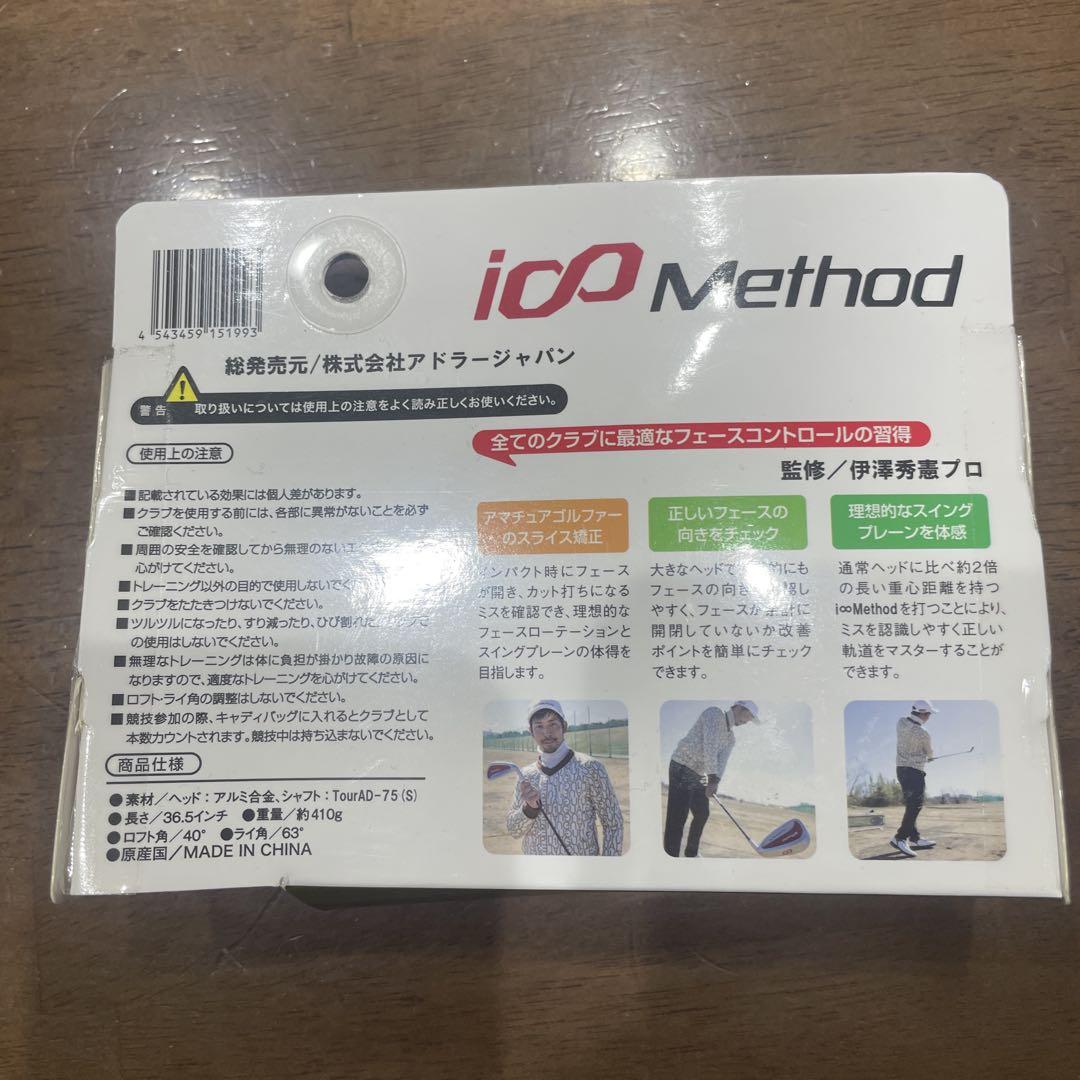 i∞ Method
4 543459 151993
総発売元/株式会社アドラージャパン
警告 取り扱いについては使用上の注意をよく読み正しくお使いください。
使用上の注意
■記載されている効果には個人差があります。
■クラブを使用する前には、各部に異常がないことを必ず
ご確認ください。
■周囲の安全を確認してから無理のない
心がけてください。
■トレーニング以外の目的で使用しないでく
■クラブをたたきつけないでください。
■ツルツルになったり、すり減ったり、ひび割れた
の使用はしないでください。
■無理なトレーニングは体に負担が掛かり故障の原因に
なりますので、適度なトレーニングを心がけてください。
■ロフト・ライ角の調整はしないでください。
■競技参加の際、キャディバッグに入れるとクラブとして
本数カウントされます。競技中は持ち込まないでください。
商品仕様
●素材/ヘッド:アルミ合金、シャフト:TourAD-75(S)
●長さ/36.5インチ ●重量/約410g
●ロフト角/40° ●ライ角/63°
●原産国/MADE IN CHINA
全てのクラブに最適なフェースコントロールの習得
監修/伊澤秀憲プロ
アマチュアゴルファー
のスライス矯正
インパクト時にフェース
が開き、カット打ちになる
ミスを確認でき、理想的な
フェースローテーションと
スイングプレーンの体得を
目指します。
正しいフェースの
向きをチェック
大きなヘッドで 的にも
フェースの向き 認し
やすく、フェースが 計に
開閉していないか改善
ポイントを簡単にチェック
できます。
理想的なスイング
プレーンを体感
通常ヘッドに比べ約2倍
の長い重心距離を持つ
i∞Methodを打つことにより、
ミスを認識しやすく正しい
軌道をマスターすることが
できます。